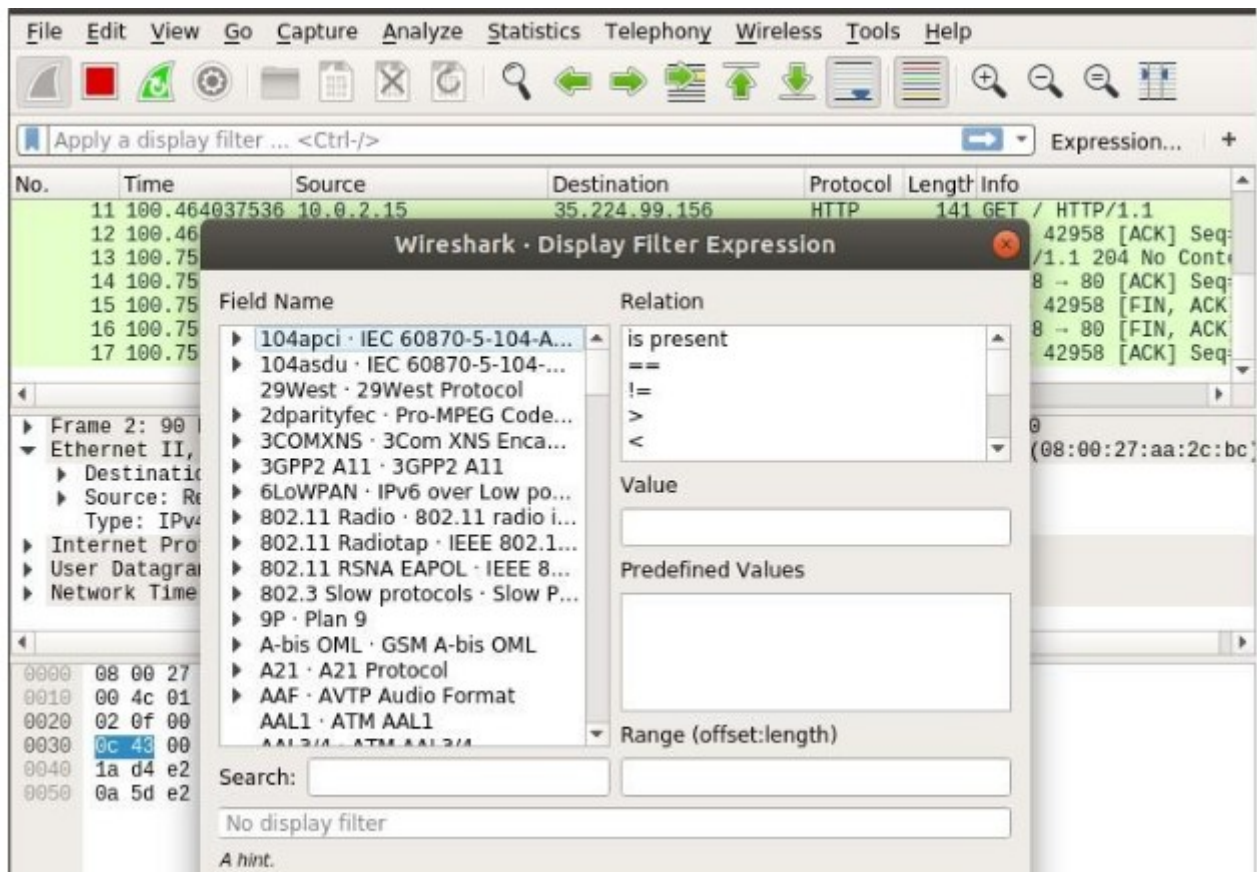 File Edit View Go Capture Analyze Statistics Telephony Wireless Tools Help
Apply a display filter ... <Ctrl-/> Expression... +
No. Time Source Destination Protocol Length Info
11 100.464037536 10.0.2.15 35.224.99.156 HTTP 141 GET / HTTP/1.1
12 100.46 42958 [ACK] Seq=
13 100.75 /1.1 204 No Conte
14 100.75 8 → 80 [ACK] Seq=
15 100.75 42958 [FIN, ACK
16 100.75 8 → 80 [FIN, ACK
17 100.75 42958 [ACK] Seq=
Wireshark · Display Filter Expression
Field Name
104apci · IEC 60870-5-104-A...
104asdu · IEC 60870-5-104-...
29West · 29West Protocol
2dparityfec · Pro-MPEG Code...
3COMXNS · 3Com XNS Enca...
3GPP2 A11 · 3GPP2 A11
6LoWPAN · IPv6 over Low po...
802.11 Radio · 802.11 radio i...
802.11 Radiotap · IEEE 802.1...
802.11 RSNA EAPOL · IEEE 8...
802.3 Slow protocols · Slow P...
9P · Plan 9
A-bis OML · GSM A-bis OML
A21 · A21 Protocol
AAF · AVTP Audio Format
AAL1 · ATM AAL1
AAL3/4 · ATM AAL3/4
Search:
No display filter
A hint.
Relation
is present
==
!=
>
<
Value
Predefined Values
Range (offset:length)
Frame 2: 90 0
Ethernet II, (08:00:27:aa:2c:bc)
Destinatio
Source: Re
Type: IPv4
Internet Pro
User Datagra
Network Time
0000 08 00 27
0010 00 4c 01
0020 02 0f 00
0030 0c 43 00
0040 1a d4 e2
0050 0a 5d e2